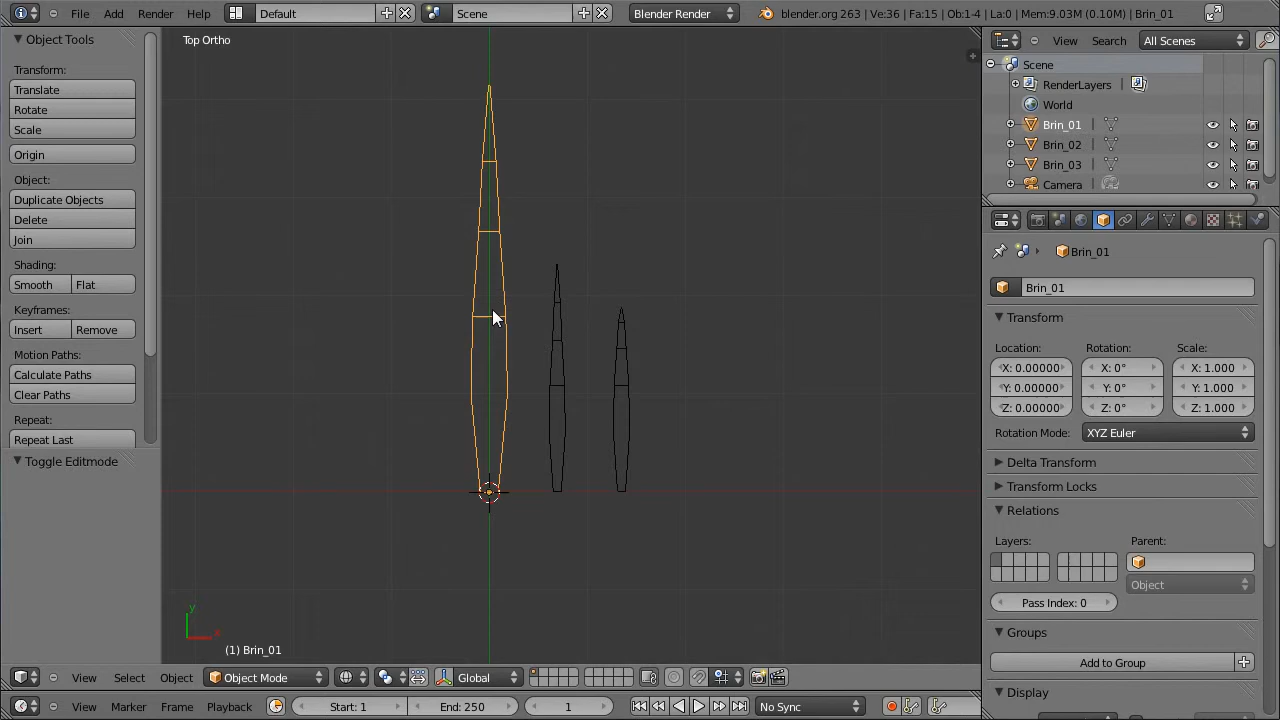 File Add Render Help Default Scene Blender Render blender.org 263 | Ve:36 | Fa:15 | Ob:1-4 | La:0 | Mem:9.03M (0.10M) | Brin_01
Object Tools
Transform:
Translate
Rotate
Scale
Origin
Object:
Duplicate Objects
Delete
Join
Shading:
Smooth Flat
Keyframes:
Insert Remove
Motion Paths:
Calculate Paths
Clear Paths
Repeat:
Repeat Last
Toggle Editmode
Top Ortho
y
x
(1) Brin_01
View Select Object Object Mode Global
View Marker Frame Playback Start: 1 End: 250 1 No Sync
View Search All Scenes
Scene
RenderLayers |
World
Brin_01 |
Brin_02 |
Brin_03 |
Camera |
Brin_01
Brin_01
Transform
Location: Rotation: Scale:
X: 0.00000 X: 0° X: 1.000
Y: 0.00000 Y: 0° Y: 1.000
Z: 0.00000 Z: 0° Z: 1.000
Rotation Mode: XYZ Euler
Delta Transform
Transform Locks
Relations
Layers: Parent:
Object
Pass Index: 0
Groups
Add to Group
Display